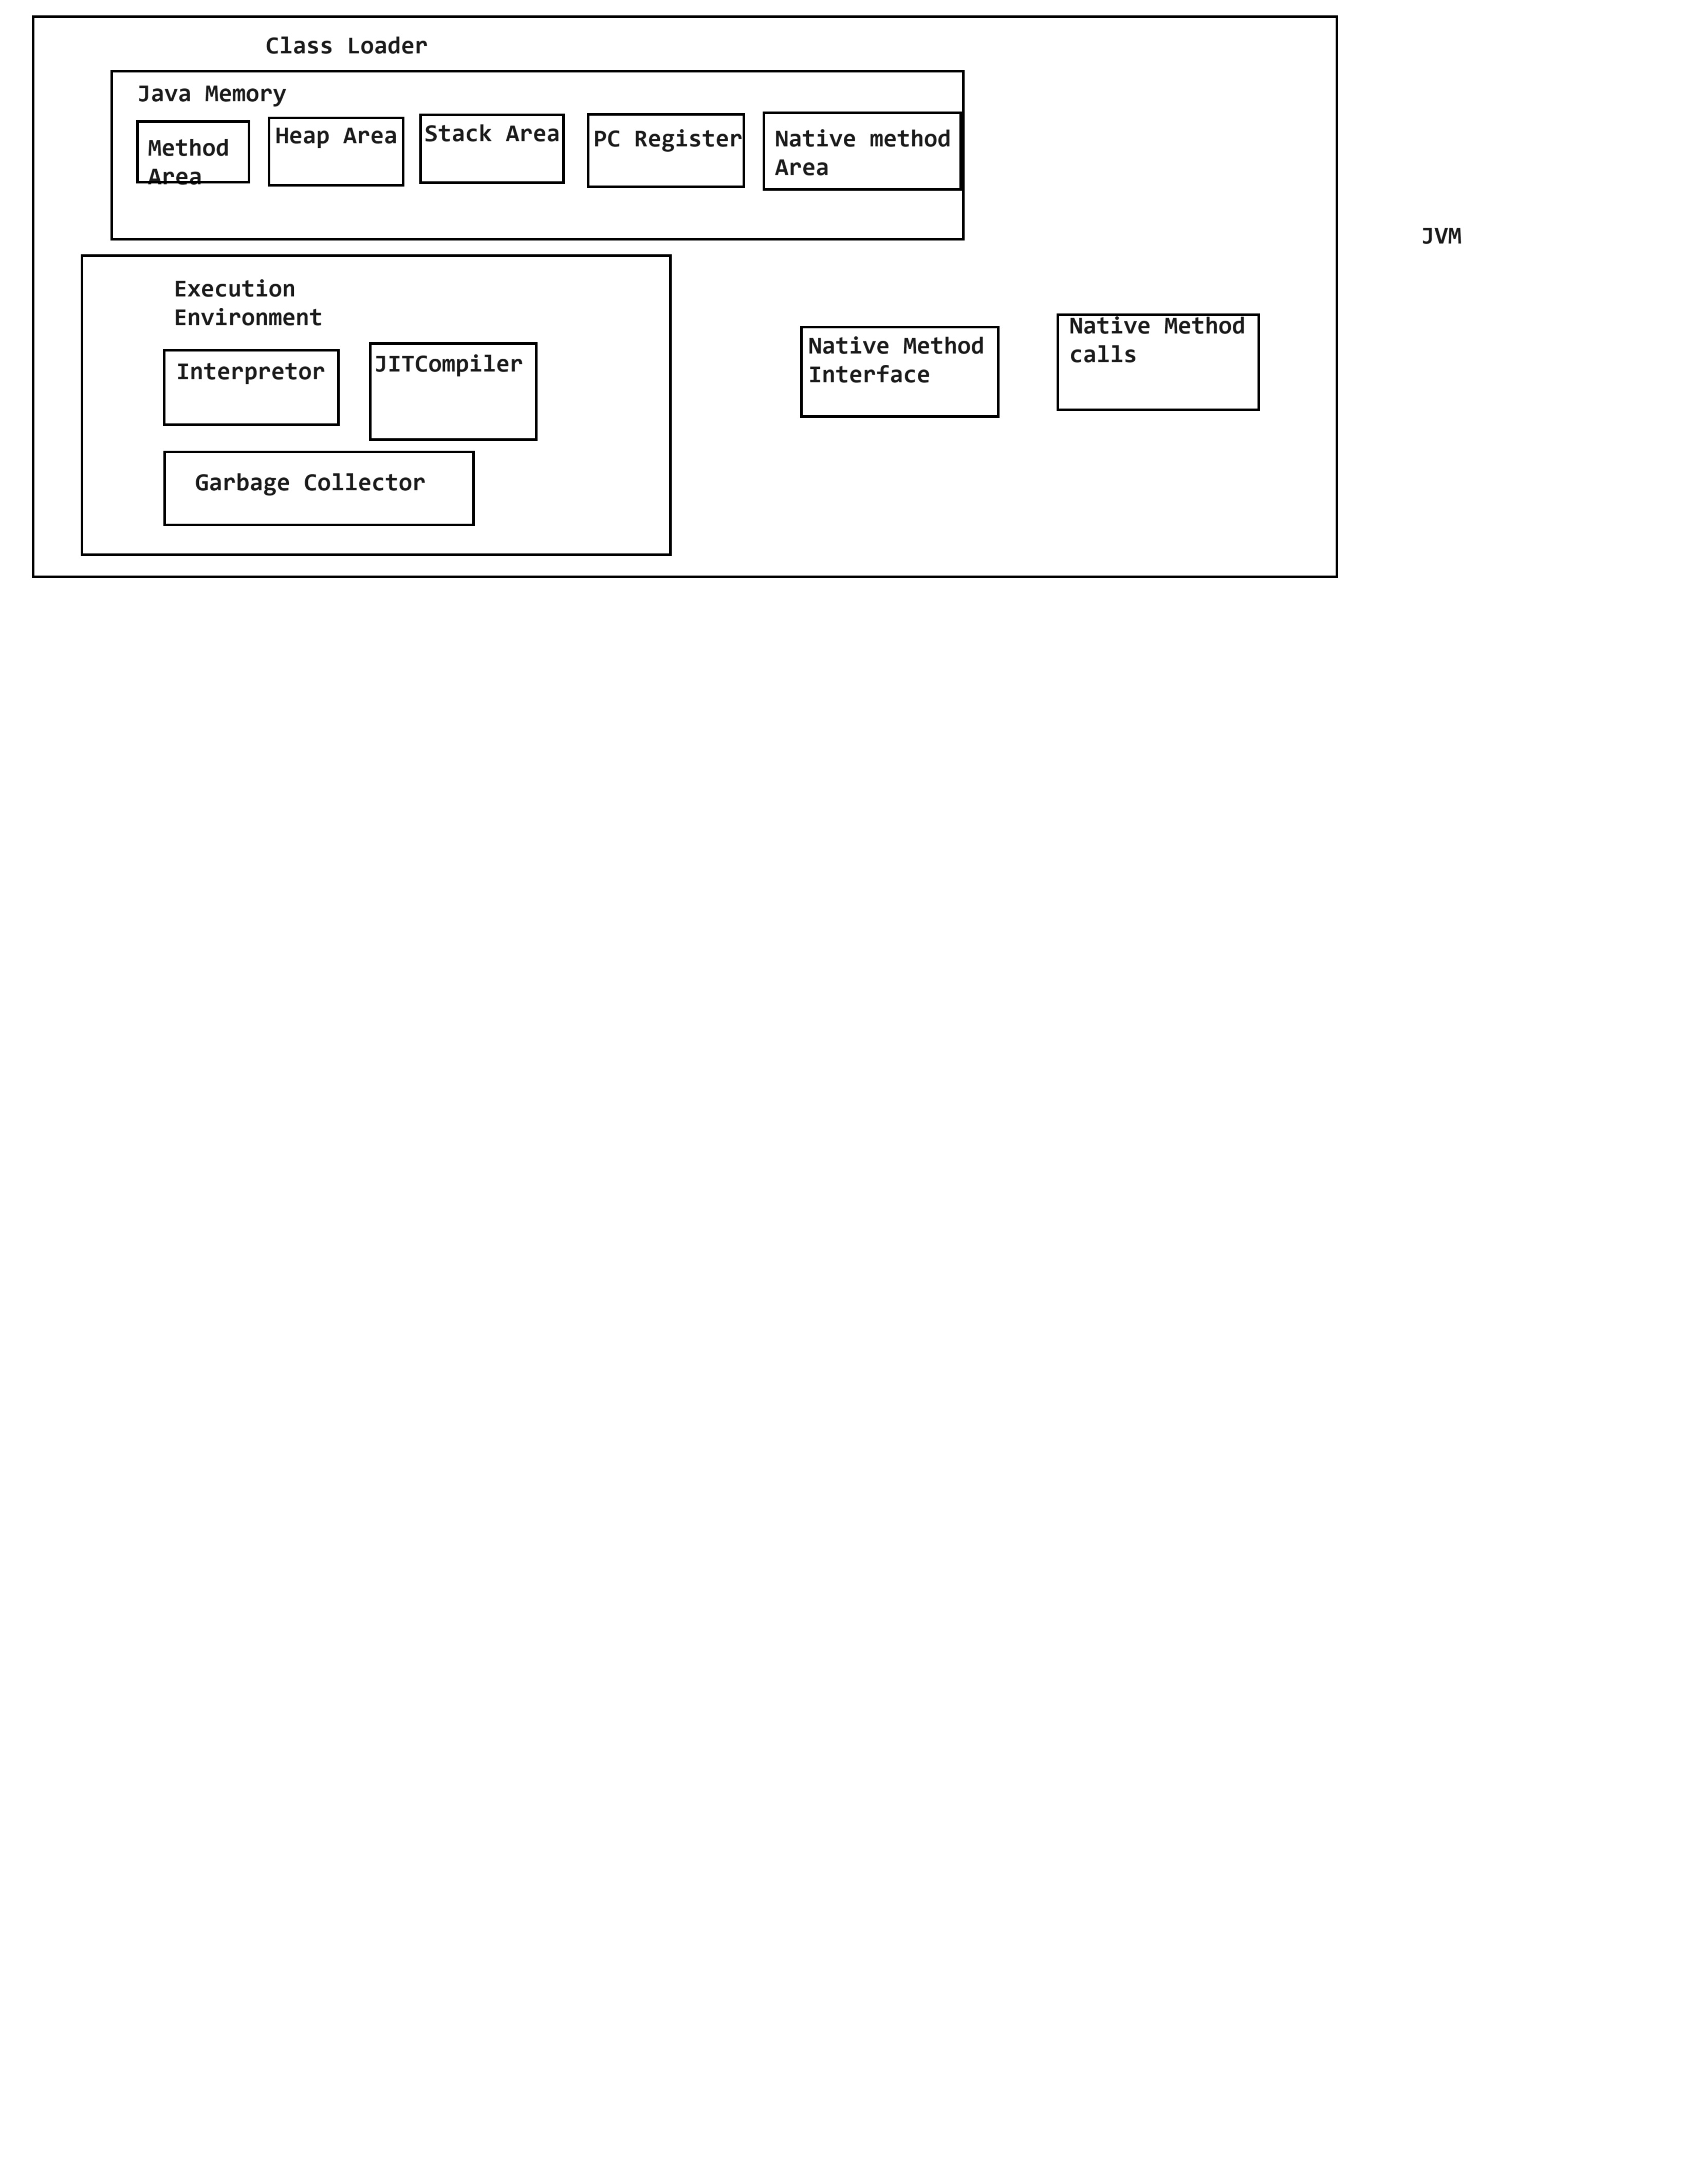 Class Loader
Java Memory
Method
Area
Heap Area
Stack Area
PC Register
Native method
Area
JVM
Execution
Environment
Interpretor
JITCompiler
Garbage Collector
Native Method
Interface
Native Method
calls